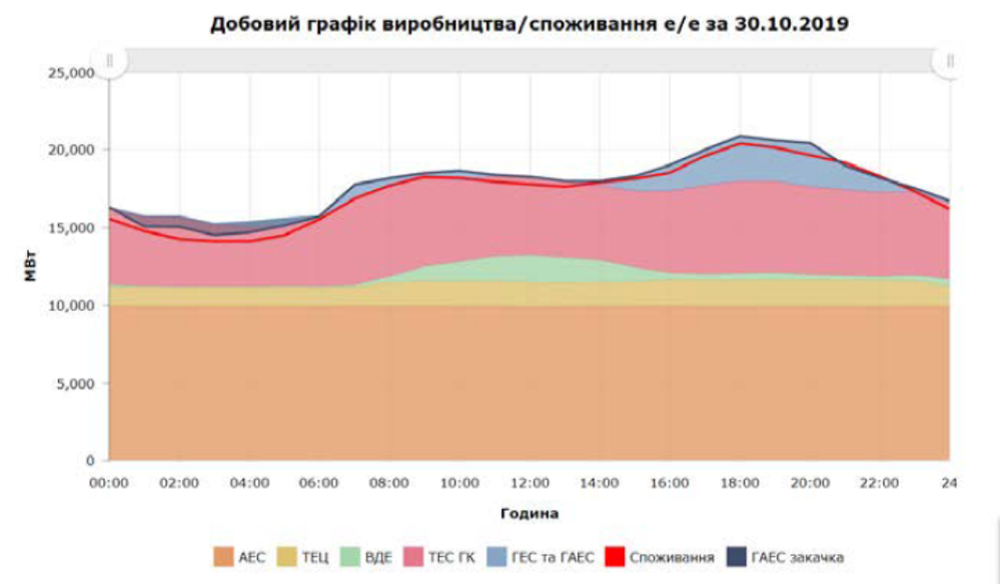 Добовий графік виробництва/споживання е/е за 30.10.2019
25,000
20,000
15,000
10,000
5,000
0
МВт
00:00 02:00 04:00 06:00 08:00 10:00 12:00 14:00 16:00 18:00 20:00 22:00 24
Година
АЕС ТЕЦ ВДЕ ТЕС ГК ГЕС та ГАЕС Споживання ГАЕС закачка